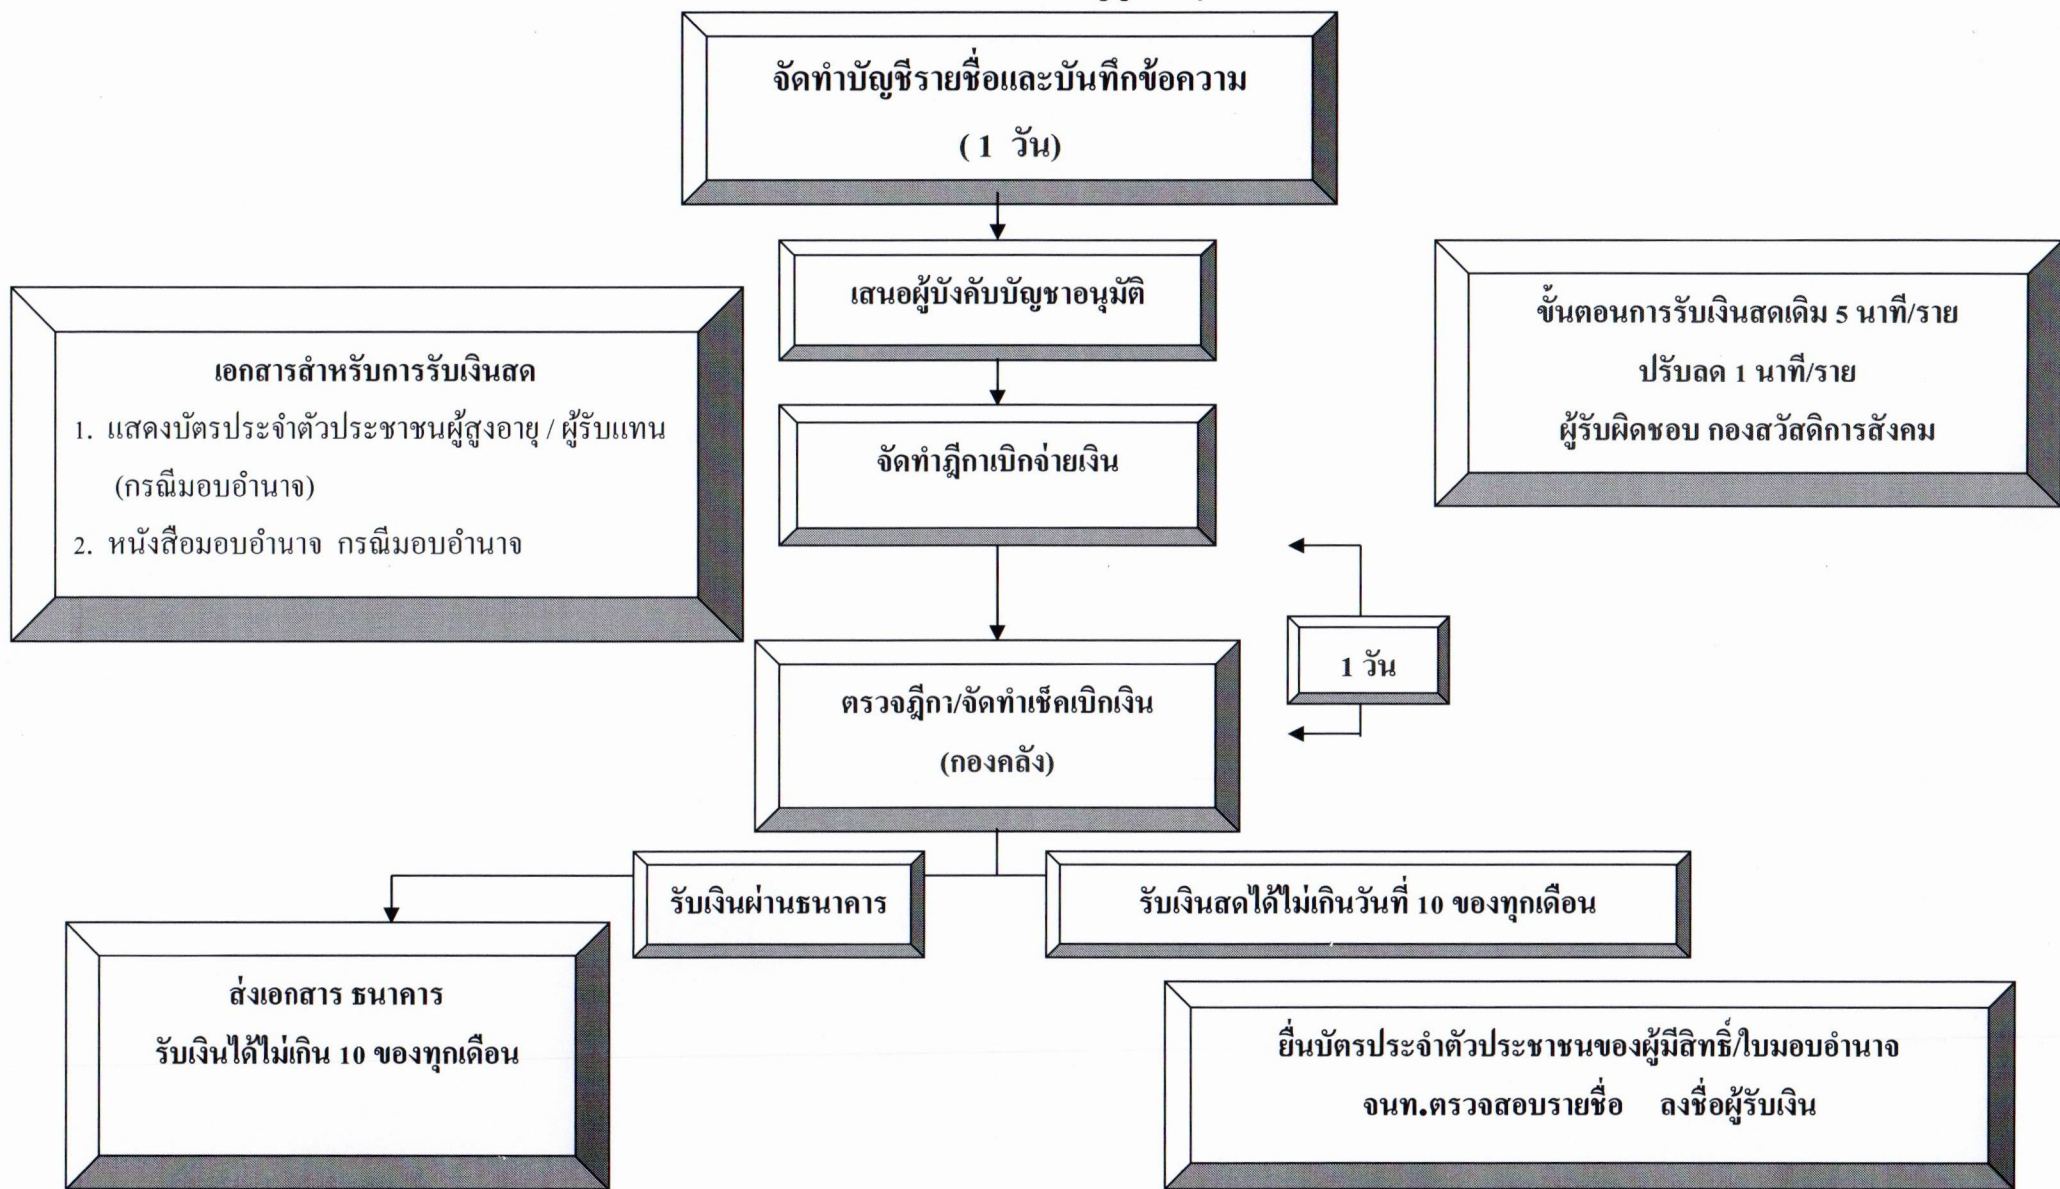 จัดทำบัญชีรายชื่อและบันทึกข้อความ
( 1 วัน)
เสนอผู้บังคับบัญชาอนุมัติ
ขั้นตอนการรับเงินสดเดิม 5 นาที/ราย
ปรับลด 1 นาที/ราย
ผู้รับผิดชอบ กองสวัสดิการสังคม
เอกสารสำหรับการรับเงินสด
1. แสดงบัตรประจำตัวประชาชนผู้สูงอายุ / ผู้รับแทน
(กรณีมอบอำนาจ)
2. หนังสือมอบอำนาจ กรณีมอบอำนาจ
จัดทำฎีกาเบิกจ่ายเงิน
1 วัน
ตรวจฎีกา/จัดทำเช็คเบิกเงิน
(กองคลัง)
รับเงินผ่านธนาคาร
รับเงินสดได้ไม่เกินวันที่ 10 ของทุกเดือน
ส่งเอกสาร ธนาคาร
รับเงินได้ไม่เกิน 10 ของทุกเดือน
ยื่นบัตรประจำตัวประชาชนของผู้มีสิทธิ์/ใบมอบอำนาจ
จนท.ตรวจสอบรายชื่อ ลงชื่อผู้รับเงิน